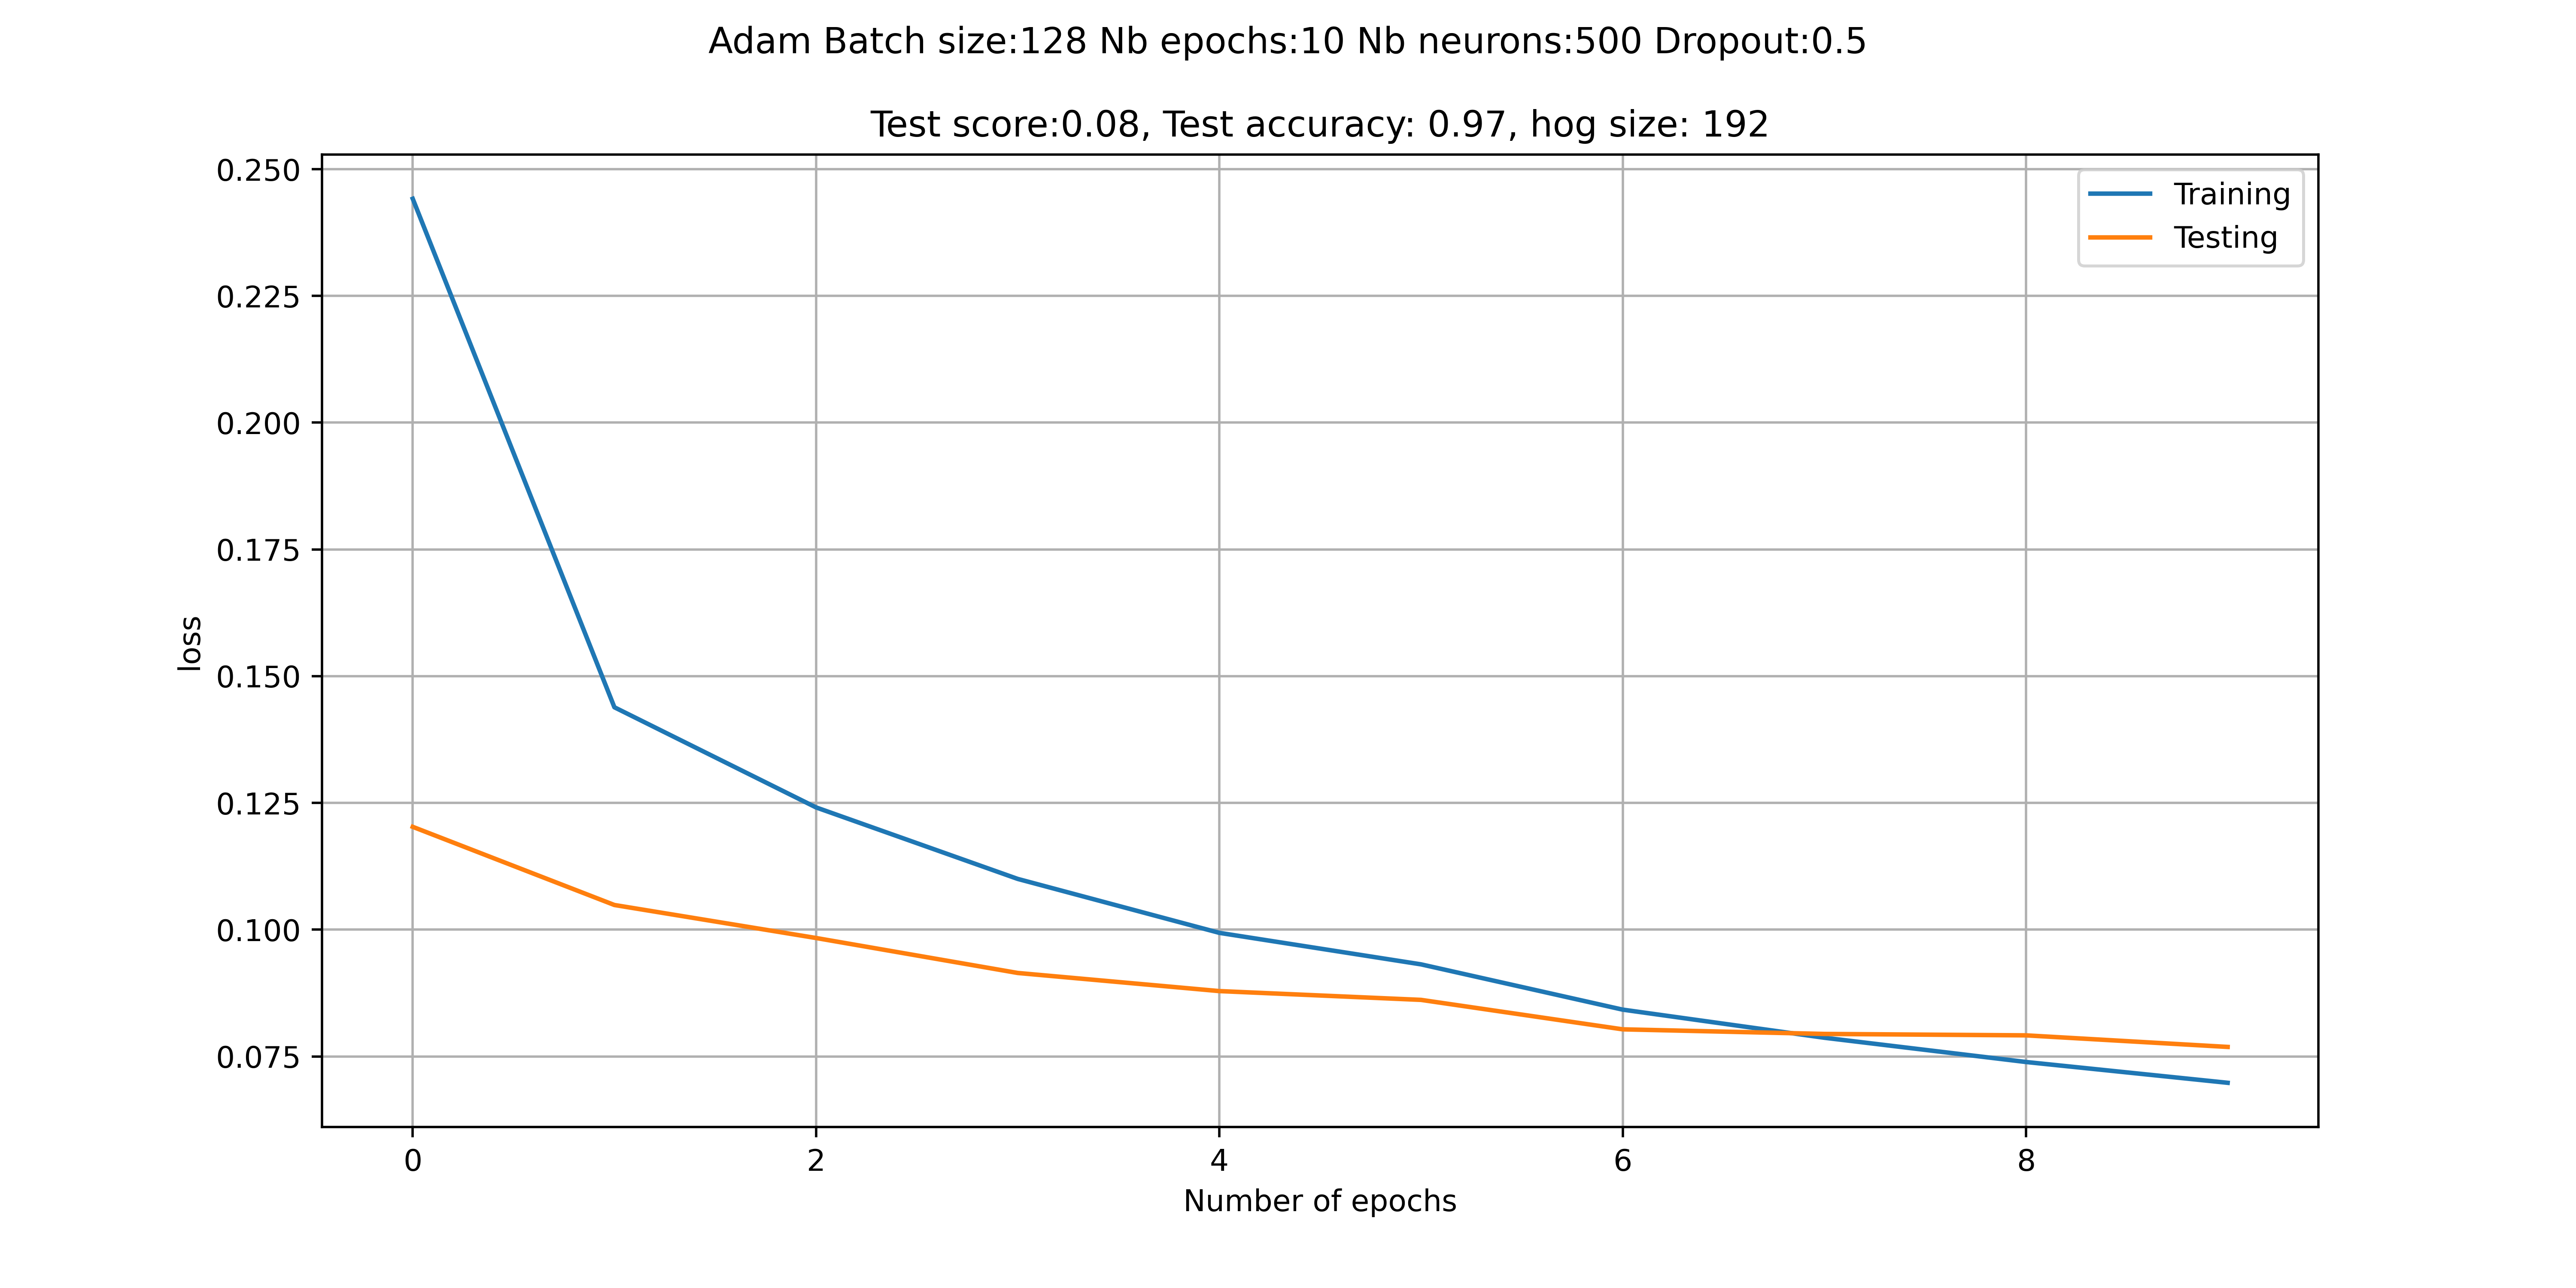 Adam Batch size:128 Nb epochs:10 Nb neurons:500 Dropout:0.5
Test score:0.08, Test accuracy: 0.97, hog size: 192
0.250
0.225
0.200
0.175
0.150
0.125
0.100
0.075
loss
Training
Testing
0 2 4 6 8
Number of epochs